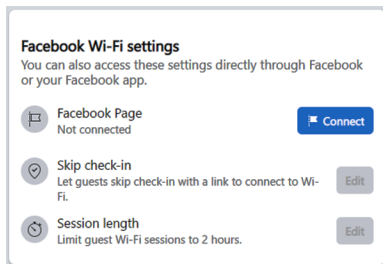 Facebook Wi-Fi settings
You can also access these settings directly through Facebook
or your Facebook app.
Facebook Page
Not connected
Connect
Skip check-in
Let guests skip check-in with a link to connect to Wi-
Fi.
Edit
Session length
Limit guest Wi-Fi sessions to 2 hours.
Edit